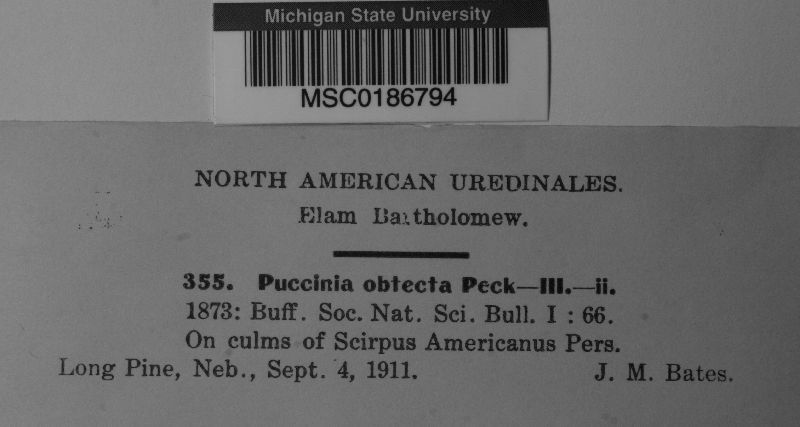 Michigan State University
MSC0186794
NORTH AMERICAN UREDINALES.
Elam Bartholomew.
355. Puccinia obtecta Peck—III.—ii.
1873: Buff. Soc. Nat. Sci. Bull. I : 66.
On culms of Scirpus Americanus Pers.
Long Pine, Neb., Sept. 4, 1911. J. M. Bates.